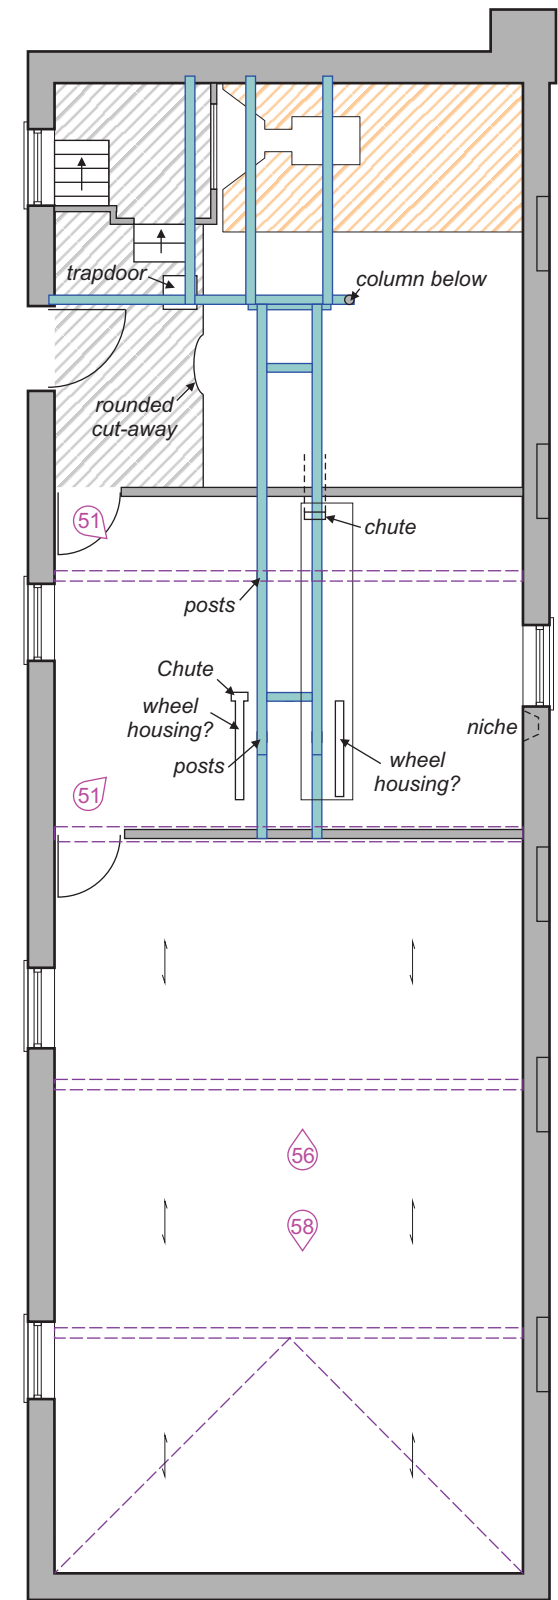 trapdoor
column below
rounded
cut-away
51
chute
posts
Chute
wheel
housing?
niche
posts
wheel
housing?
51
56
58